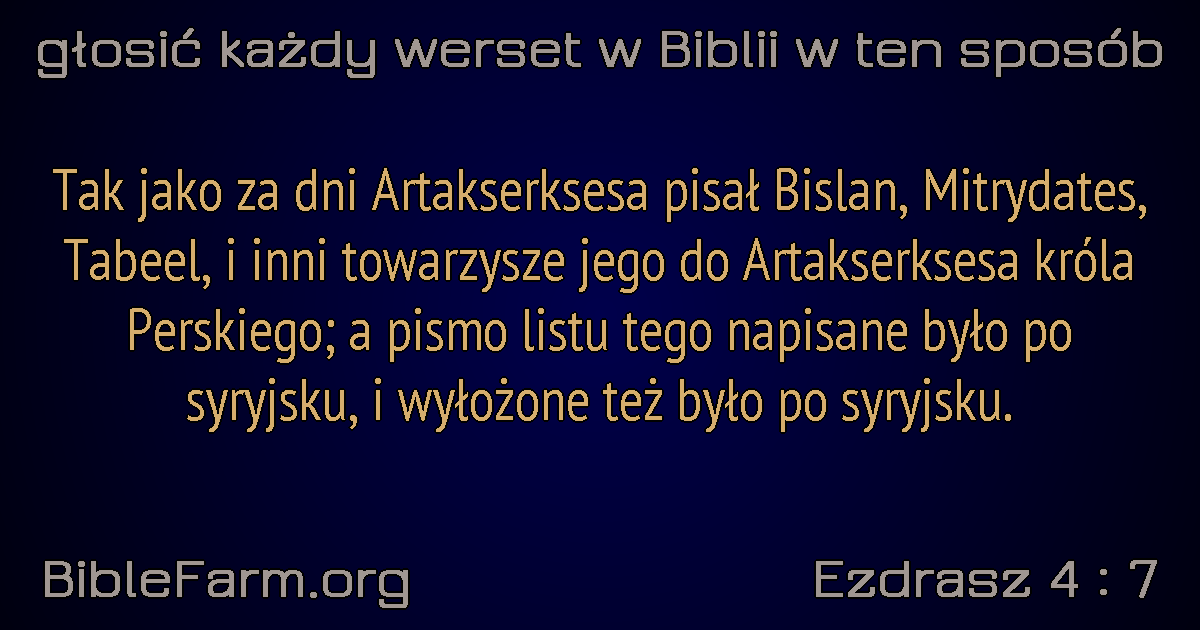 głosić każdy werset w Biblii w ten sposób
Tak jako za dni Artakserksesa pisał Bislan, Mitrydates,
Tabeel, i inni towarzysze jego do Artakserksesa króla
Perskiego; a pismo listu tego napisane było po
syryjsku, i wyłożone też było po syryjsku.
BibleFarm.org
Ezdrasz 4 : 7